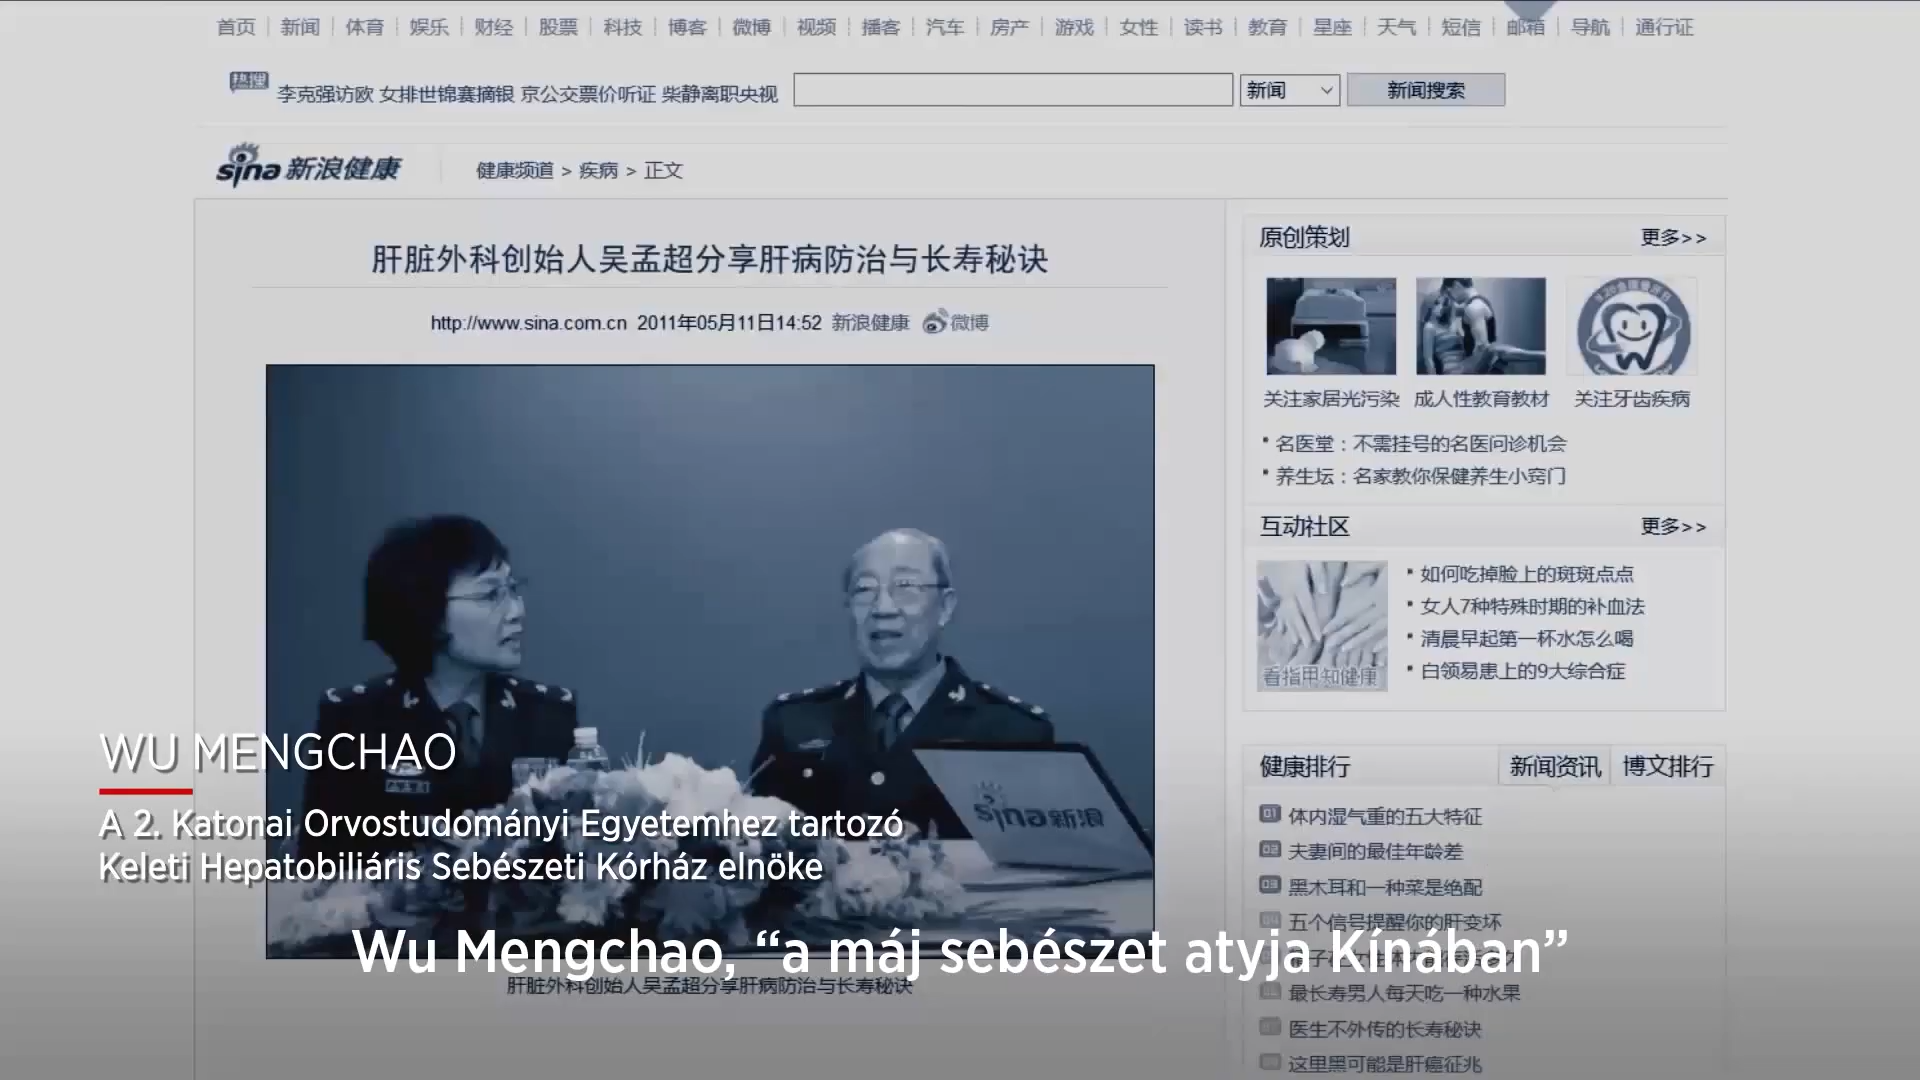 首页 新闻 体育 娱乐 财经 股票 科技 博客 微博 视频 播客 汽车 房产 游戏 女性 读书 教育 星座 天气 短信 邮箱 导航 通行证
热搜 李克强访欧 女排世锦赛摘银 京公交票价听证 柴静离职央视 新闻 新闻搜索
sina 新浪健康 健康频道 > 疾病 > 正文
肝脏外科创始人吴孟超分享肝病防治与长寿秘诀
http://www.sina.com.cn 2011年05月11日14:52 新浪健康 微博
sina新浪
肝脏外科创始人吴孟超分享肝病防治与长寿秘诀
原创策划 更多>>
关注家居光污染 成人性教育教材 关注牙齿疾病
名医堂：不需挂号的名医问诊机会
养生坛：名家教你保健养生小窍门
互动社区 更多>>
看指甲知健康
如何吃掉脸上的斑斑点点
女人7种特殊时期的补血法
清晨早起第一杯水怎么喝
白领易患上的9大综合症
健康排行 新闻资讯 博文排行
01 体内湿气重的五大特征
02 夫妻间的最佳年龄差
03 黑木耳和一种菜是绝配
04 五个信号提醒你的肝变坏
最长寿男人每天吃一种水果
医生不外传的长寿秘诀
这里黑可能是肝癌征兆
WU MENGCHAO
A 2. Katonai Orvostudományi Egyetemhez tartozó
Keleti Hepatobiliáris Sebészeti Kórház elnöke
Wu Mengchao, “a máj sebészet atyja Kínában”